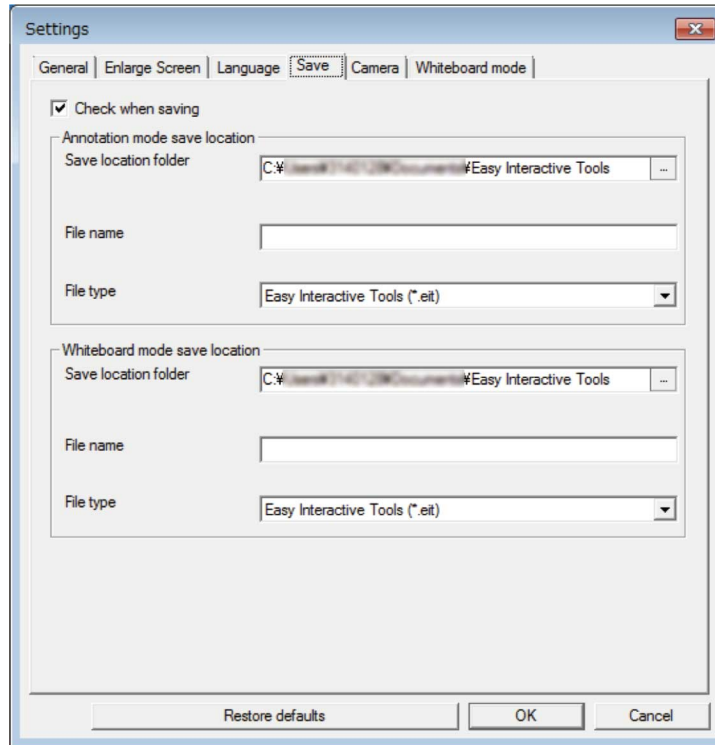 Settings
General Enlarge Screen Language Save Camera Whiteboard mode
Check when saving
Annotation mode save location
Save location folder C:¥ ¥Easy Interactive Tools ...
File name
File type Easy Interactive Tools (*.eit)
Whiteboard mode save location
Save location folder C:¥ ¥Easy Interactive Tools ...
File name
File type Easy Interactive Tools (*.eit)
Restore defaults OK Cancel